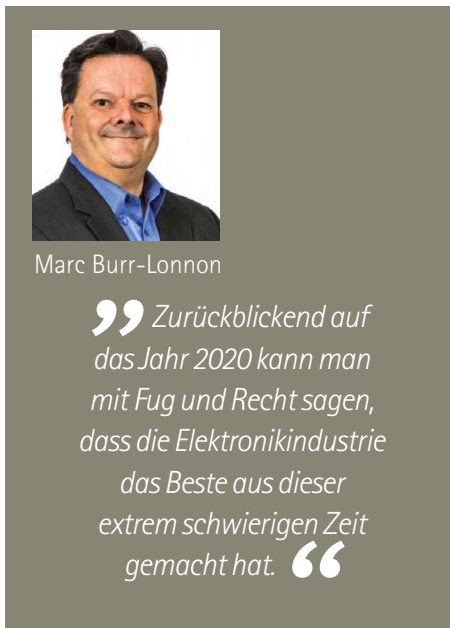 Marc Burr-Lonnon
❞ Zurückblickend auf
das Jahr 2020 kann man
mit Fug und Recht sagen,
dass die Elektronikindustrie
das Beste aus dieser
extrem schwierigen Zeit
gemacht hat. ❝